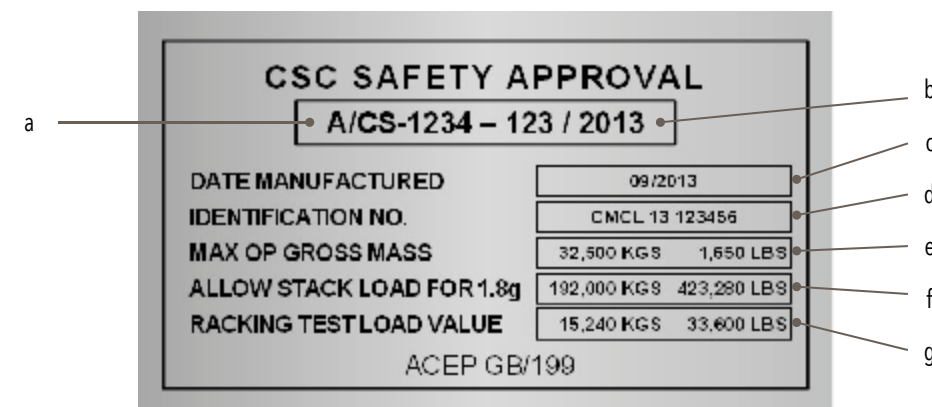 CSC SAFETY APPROVAL
a A/CS-1234 – 123 / 2013 b
DATE MANUFACTURED 09/2013 c
IDENTIFICATION NO. CMCL 13 123456 d
MAX OP GROSS MASS 32,500 KGS 1,650 LBS e
ALLOW STACK LOAD FOR 1.8g 192,000 KGS 423,280 LBS f
RACKING TEST LOAD VALUE 15,240 KGS 33,600 LBS g
ACEP GB/199